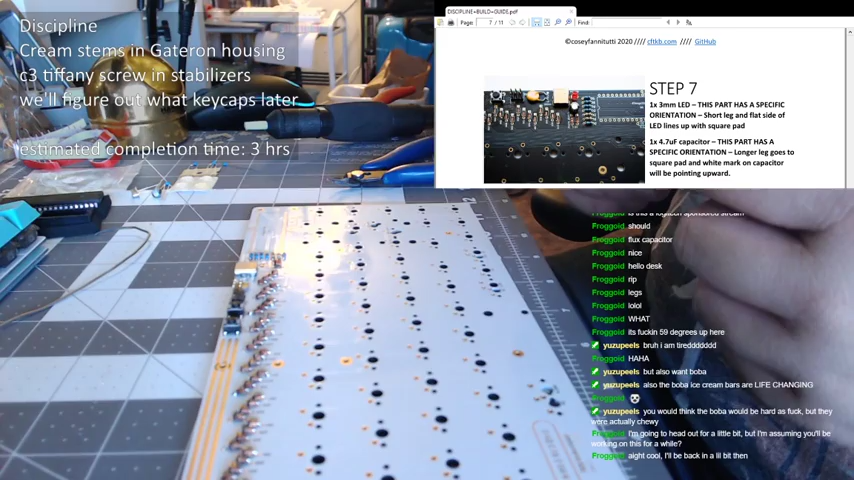 Discipline
Cream stems in Gateron housing
c3 tiffany screw in stabilizers
we'll figure out what keycaps later
estimated completion time: 3 hrs
DISCIPLINE+BUILD+GUIDE.pdf
Page: 7 / 11
Find:
©coseyfannitutti 2020 //// cftkb.com //// GitHub
STEP 7
1x 3mm LED – THIS PART HAS A SPECIFIC
ORIENTATION – Short leg and flat side of
LED lines up with square pad
1x 4.7uF capacitor – THIS PART HAS A
SPECIFIC ORIENTATION – Longer leg goes to
square pad and white mark on capacitor
will be pointing upward.
Froggoid is this a logitech sponsored stream
Froggoid should
Froggoid flux capacitor
Froggoid nice
Froggoid hello desk
Froggoid rip
Froggoid legs
Froggoid lolol
Froggoid WHAT
Froggoid its fuckin 59 degrees up here
yuzupeels bruh i am tireddddddd
Froggoid HAHA
yuzupeels but also want boba
yuzupeels also the boba ice cream bars are LIFE CHANGING
Froggoid
yuzupeels you would think the boba would be hard as fuck, but they
were actually chewy
Froggoid I'm going to head out for a little bit, but I'm assuming you'll be
working on this for a while?
Froggoid aight cool, I'll be back in a lil bit then